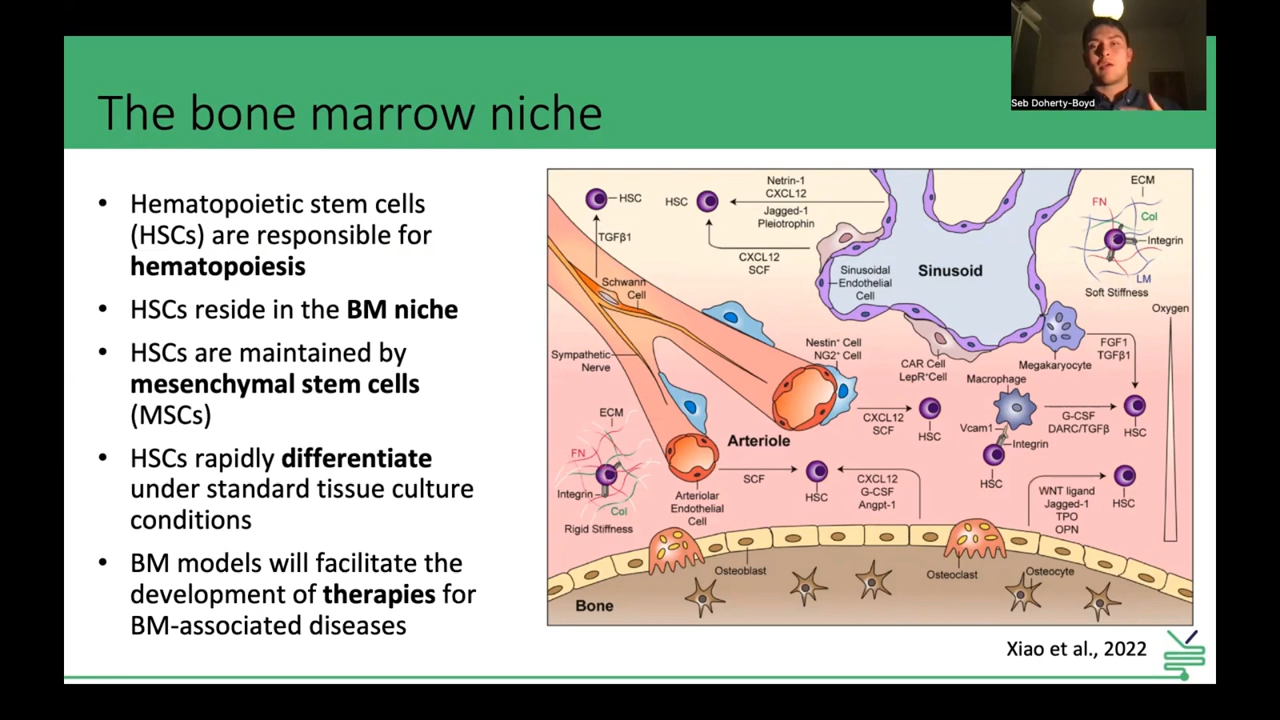 Seb Doherty-Boyd
The bone marrow niche
• Hematopoietic stem cells
(HSCs) are responsible for
hematopoiesis
• HSCs reside in the BM niche
• HSCs are maintained by
mesenchymal stem cells
(MSCs)
• HSCs rapidly differentiate
under standard tissue culture
conditions
• BM models will facilitate the
development of therapies for
BM-associated diseases
HSC
TGFβ1
Schwann
Cell
Sympathetic
Nerve
HSC
Netrin-1
CXCL12
Jagged-1
Pleiotrophin
CXCL12
SCF
Sinusoidal
Endothelial
Cell
Sinusoid
ECM
FN
Col
Integrin
LM
Soft Stiffness
Oxygen
Nestin⁺ Cell
NG2⁺ Cell
CAR Cell
LepR⁺Cell
Megakaryocyte
FGF1
TGFβ1
Macrophage
Vcam1
Integrin
HSC
G-CSF
DARC/TGFβ
HSC
CXCL12
SCF
HSC
Arteriole
ECM
FN
Integrin
Col
Rigid Stiffness
Arteriolar
Endothelial
Cell
SCF
HSC
CXCL12
G-CSF
Angpt-1
WNT ligand
Jagged-1
TPO
OPN
HSC
Osteoblast
Osteoclast
Osteocyte
Bone
Xiao et al., 2022